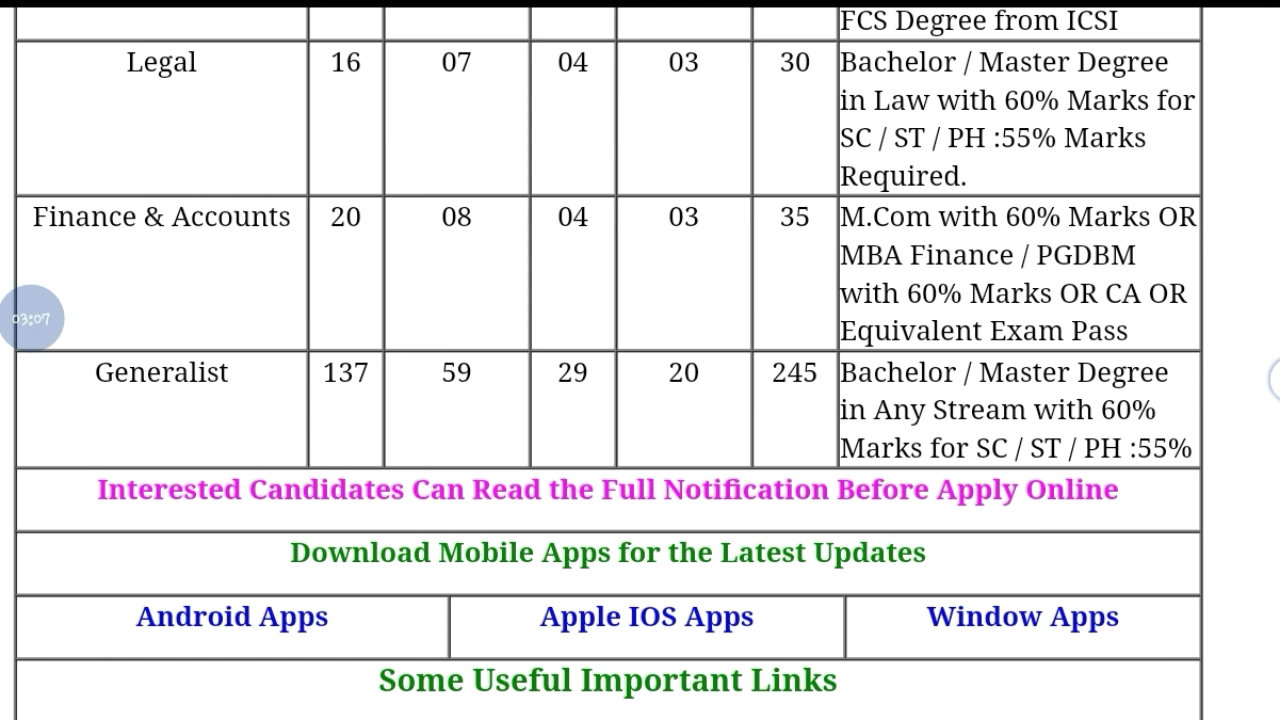 FCS Degree from ICSI
Legal 16 07 04 03 30 Bachelor / Master Degree
in Law with 60% Marks for
SC / ST / PH :55% Marks
Required.
Finance & Accounts 20 08 04 03 35 M.Com with 60% Marks OR
MBA Finance / PGDBM
with 60% Marks OR CA OR
Equivalent Exam Pass
03:07
Generalist 137 59 29 20 245 Bachelor / Master Degree
in Any Stream with 60%
Marks for SC / ST / PH :55%
Interested Candidates Can Read the Full Notification Before Apply Online
Download Mobile Apps for the Latest Updates
Android Apps Apple IOS Apps Window Apps
Some Useful Important Links